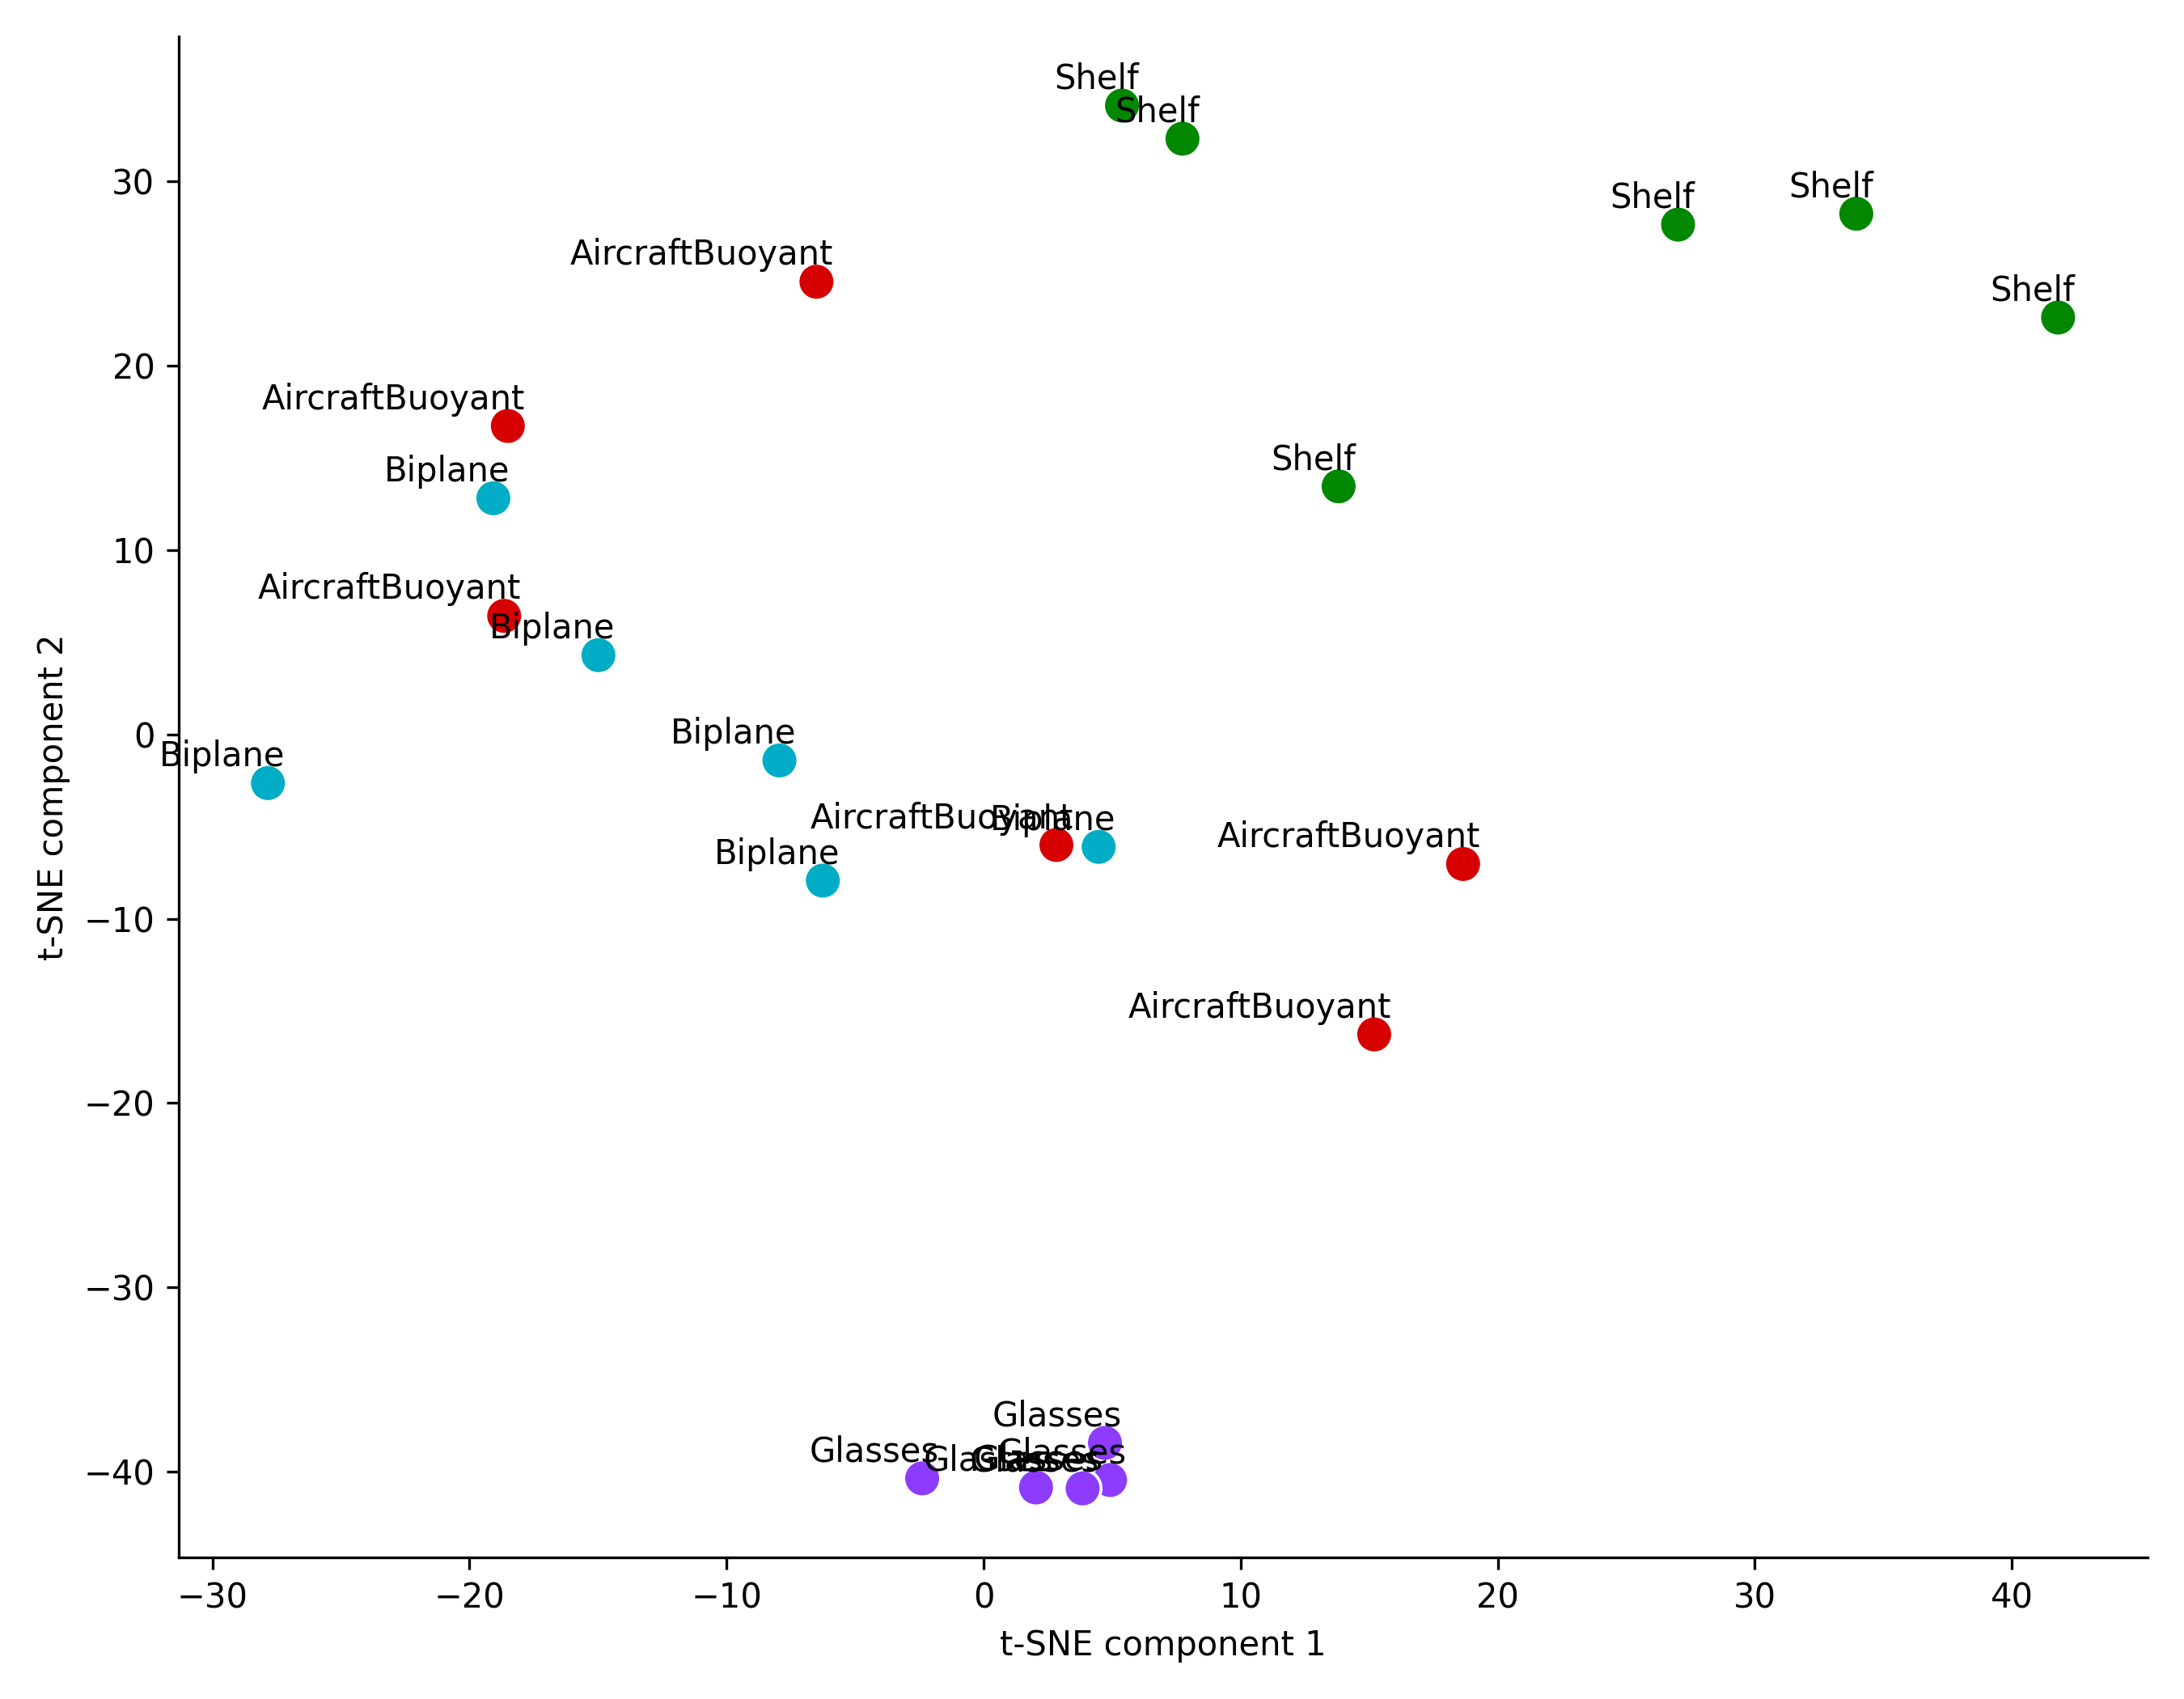 Shelf
Shelf
Shelf
Shelf
30
AircraftBuoyant
Shelf
20
AircraftBuoyant
Shelf
Biplane
10
AircraftBuoyant
Biplane
Biplane
0
Biplane
AircraftBuoyant
Biplane
AircraftBuoyant
Biplane
−10
AircraftBuoyant
−20
−30
Glasses
Glasses
Glasses
Glasses
Glasses
−40
−30
−20
−10
0
10
20
30
40
t-SNE component 1
t-SNE component 2